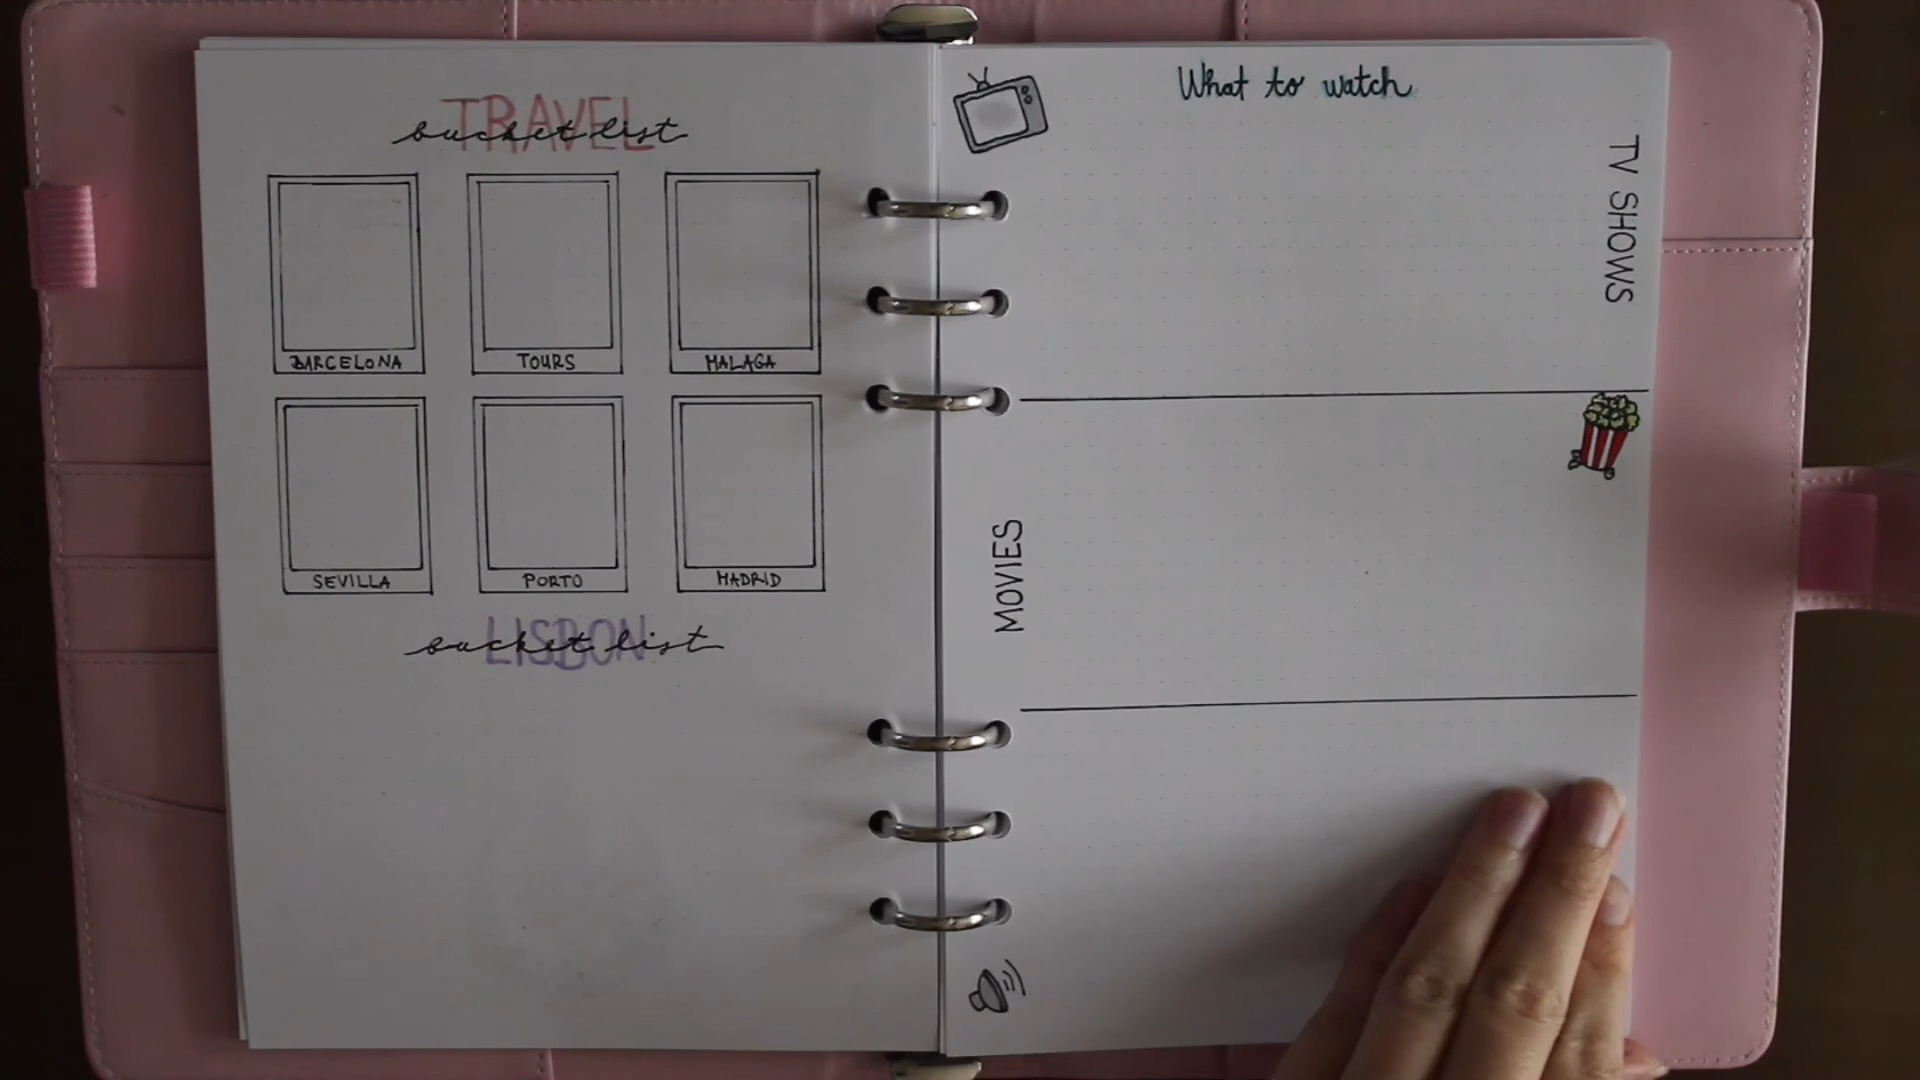 TRAVEL
bucket list
BARCELONA
TOURS
MALAGA
SEVILLA
PORTO
MADRID
LISBON
bucket list
What to watch
TV SHOWS
MOVIES